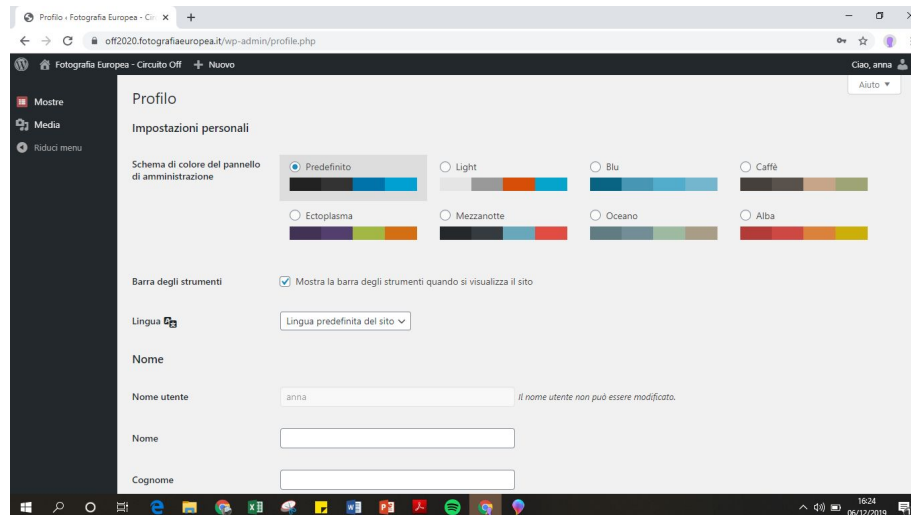 Profilo ‹ Fotografia Europea - Cir
off2020.fotografiaeuropea.it/wp-admin/profile.php
Fotografia Europea - Circuito Off + Nuovo
Ciao, anna
Aiuto
Mostre
Media
Riduci menu
Profilo
Impostazioni personali
Schema di colore del pannello
di amministrazione
Predefinito
Light
Blu
Caffè
Ectoplasma
Mezzanotte
Oceano
Alba
Barra degli strumenti
Mostra la barra degli strumenti quando si visualizza il sito
Lingua
Lingua predefinita del sito
Nome
Nome utente
anna
Il nome utente non può essere modificato.
Nome
Cognome
16:24
06/12/2019